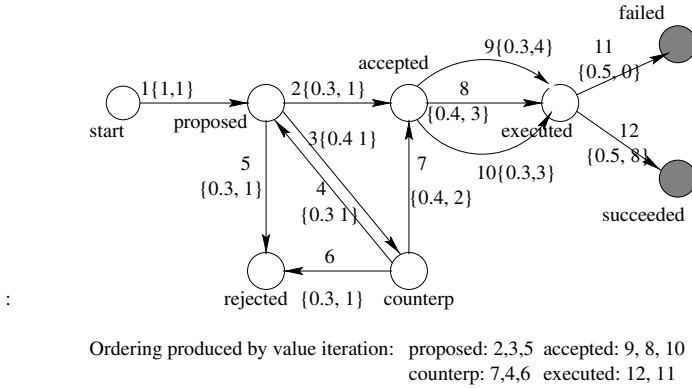 failed
9{0.3,4}
11
accepted
{0.5, 0}
1{1,1}
2{0.3, 1}
8
{0.4, 3}
start
proposed
executed
12
3{0.4 1}
{0.5, 8}
5
7
{0.3, 1}
4
10{0.3,3}
{0.3 1}
{0.4, 2}
succeeded
6
rejected
{0.3, 1}
counterp
:
Ordering produced by value iteration: proposed: 2,3,5 accepted: 9, 8, 10
counterp: 7,4,6 executed: 12, 11